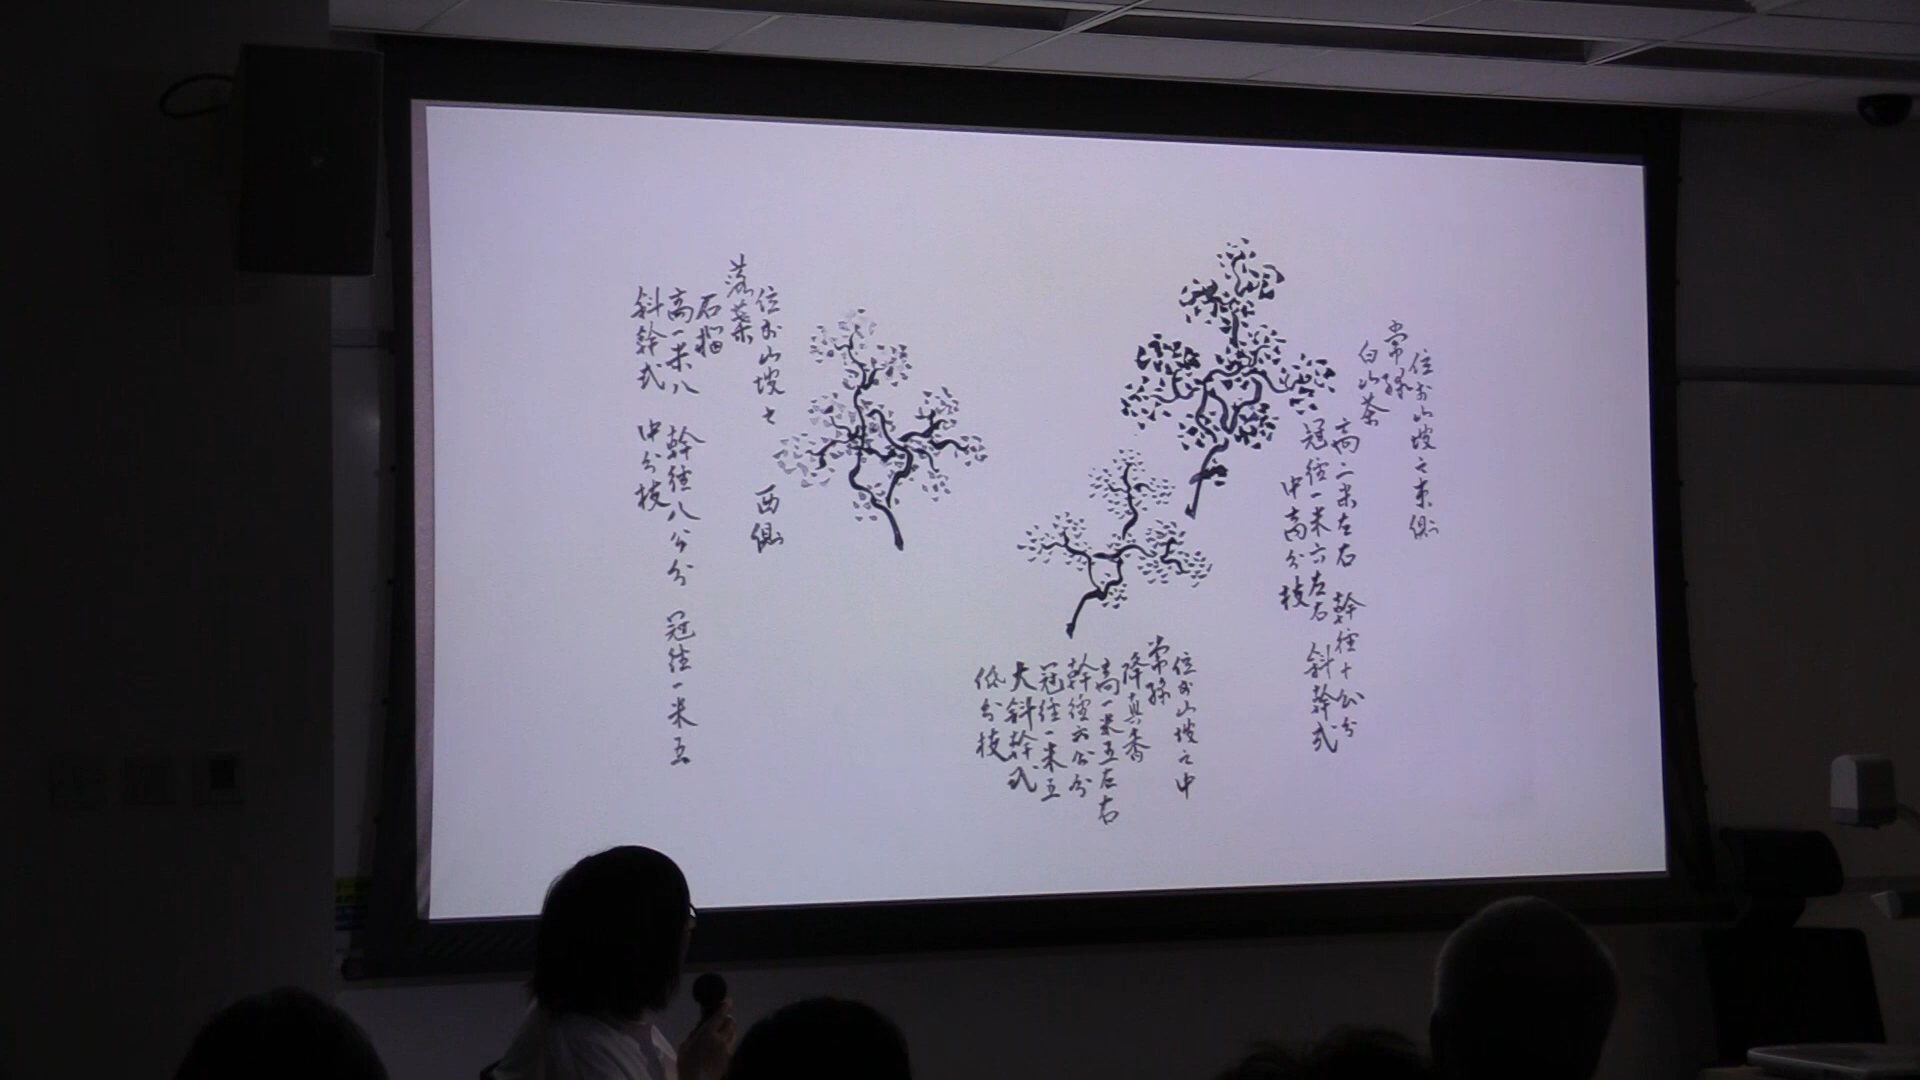 位於山坡之東側
常綠
白山茶
高二米左右 幹徑十公分
冠徑一米六左右 斜幹式
中高分枝
位於山坡之中
常綠
降真香
高一米五左右
幹徑六公分
冠徑一米五
大斜幹式
低分枝
位於山坡之 西側
落葉
石榴
高一米八 幹徑八公分 冠徑一米五
斜幹式 中分枝